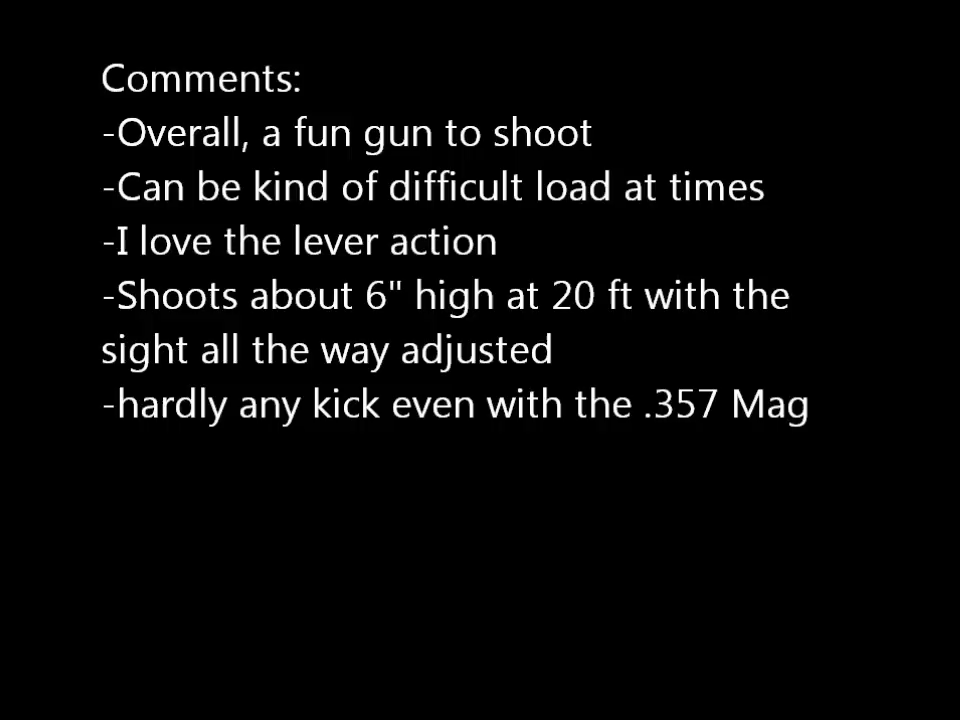 Comments:
-Overall, a fun gun to shoot
-Can be kind of difficult load at times
-I love the lever action
-Shoots about 6" high at 20 ft with the
sight all the way adjusted
-hardly any kick even with the .357 Mag